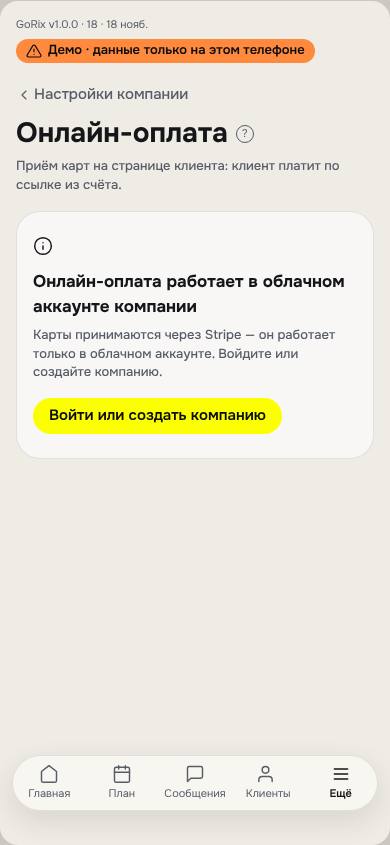 GoRix v1.0.0 · 18 · 18 нояб.
Демо · данные только на этом телефоне
Настройки компании
Онлайн-оплата ?
Приём карт на странице клиента: клиент платит по
ссылке из счёта.
Онлайн-оплата работает в облачном
аккаунте компании
Карты принимаются через Stripe — он работает
только в облачном аккаунте. Войдите или
создайте компанию.
Войти или создать компанию
Главная План Сообщения Клиенты Ещё